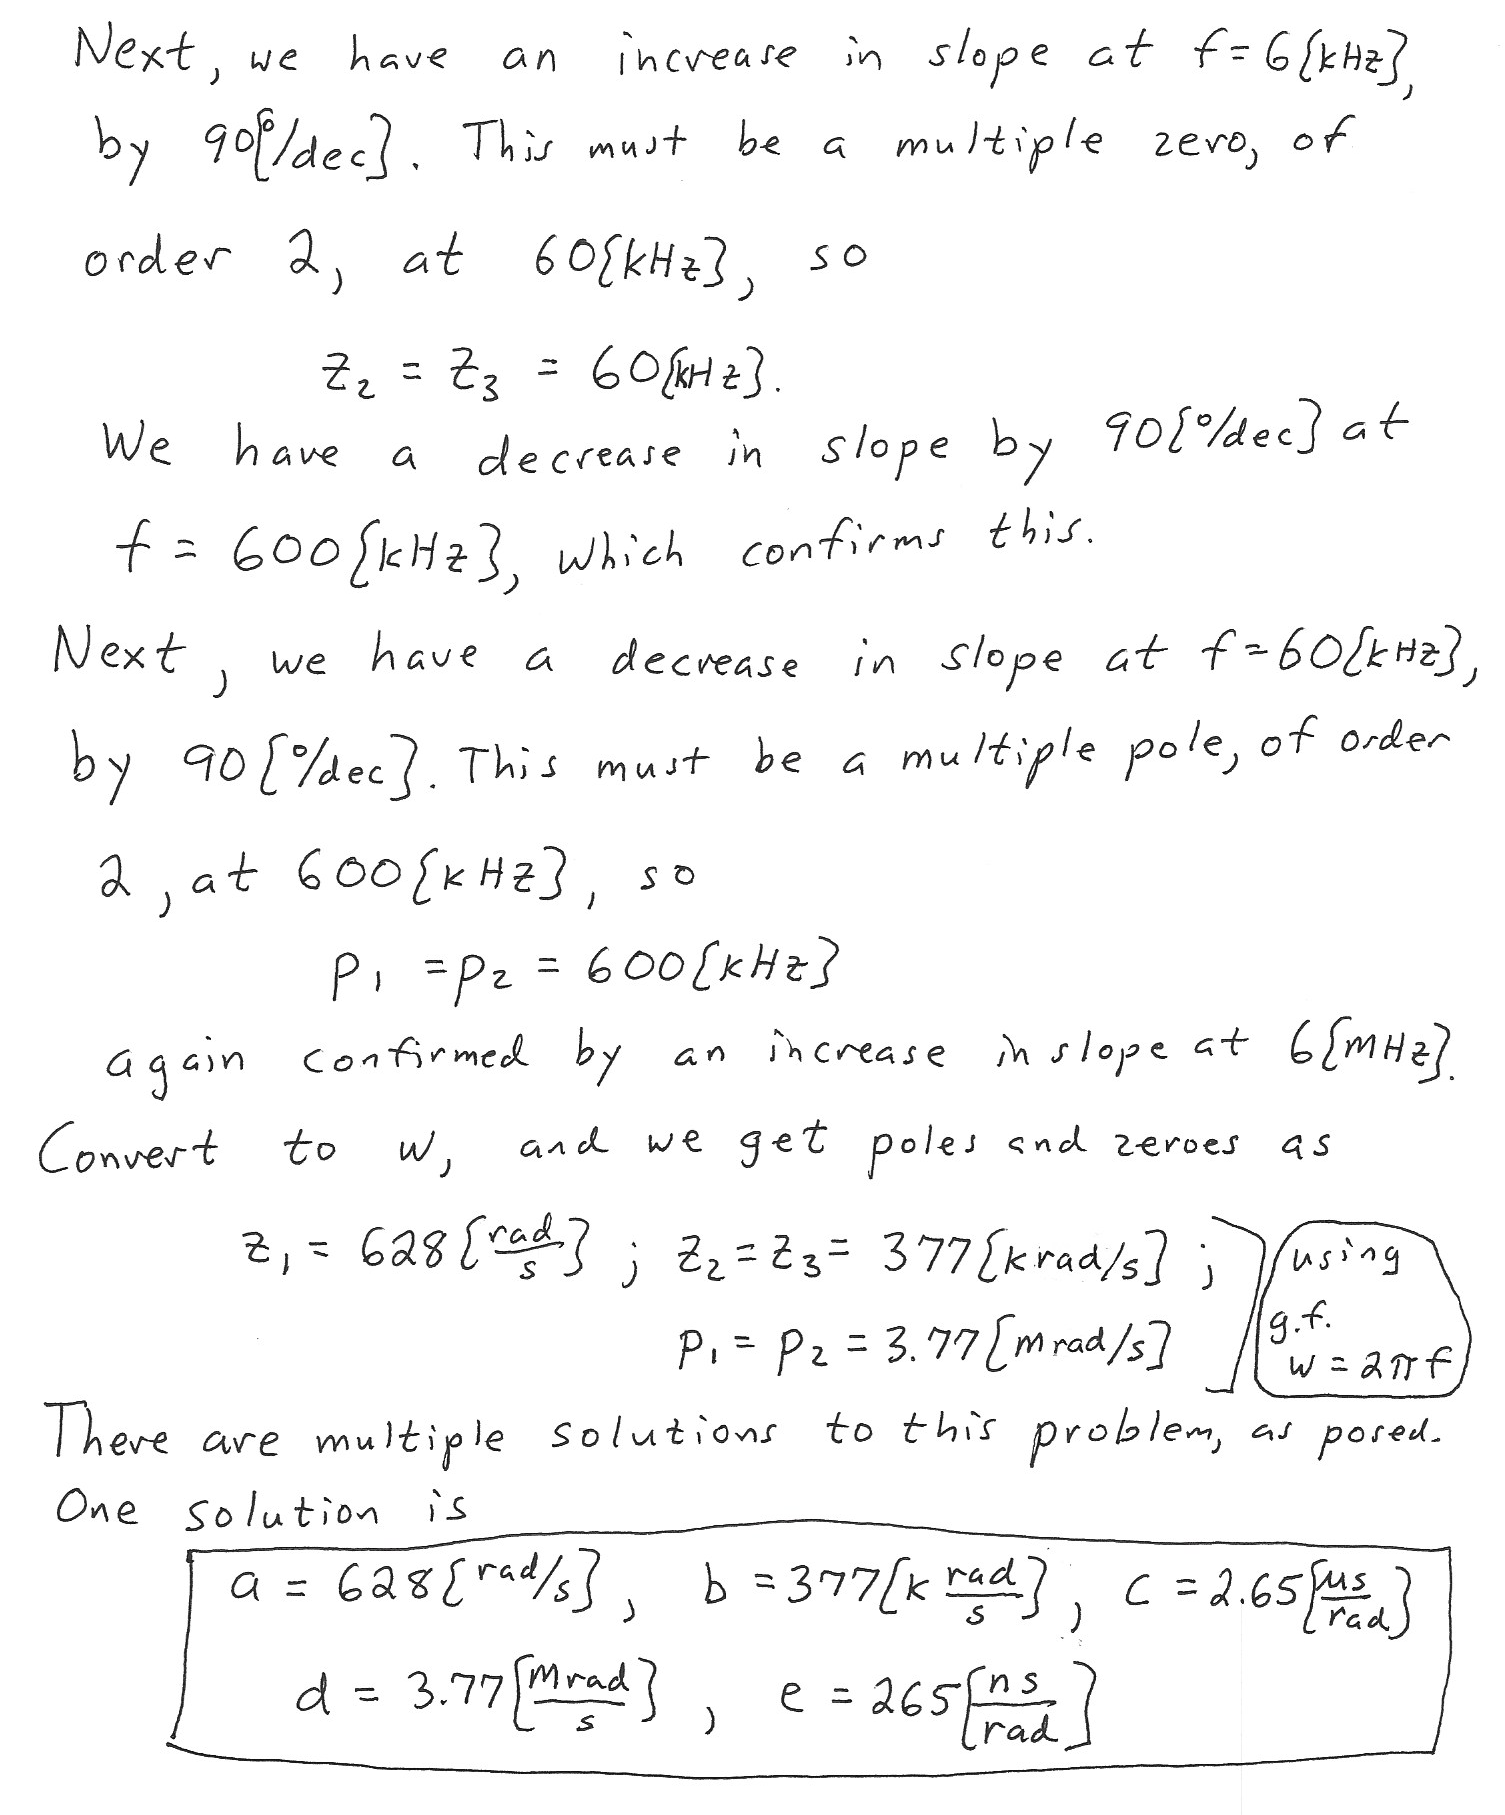 Next, we have an increase in slope at f=6[kHz],
by 90[°/dec]. This must be a multiple zero, of
order 2, at 60[kHz], so
z₂ = z₃ = 60[kHz].
We have a decrease in slope by 90[°/dec] at
f = 600[kHz], which confirms this.
Next, we have a decrease in slope at f=60[kHz],
by 90[°/dec]. This must be a multiple pole, of order
2, at 600[kHz], so
p₁ = p₂ = 600[kHz]
again confirmed by an increase in slope at 6[MHz].
Convert to ω, and we get poles and zeroes as
z₁ = 628[rad/s] ; z₂ = z₃ = 377[krad/s] ;
p₁ = p₂ = 3.77[Mrad/s]
using
g.f.
ω = 2πf
There are multiple solutions to this problem, as posed.
One solution is
a = 628[rad/s], b = 377[k rad/s], c = 2.65[μs/rad]
d = 3.77[Mrad/s], e = 265[ns/rad]